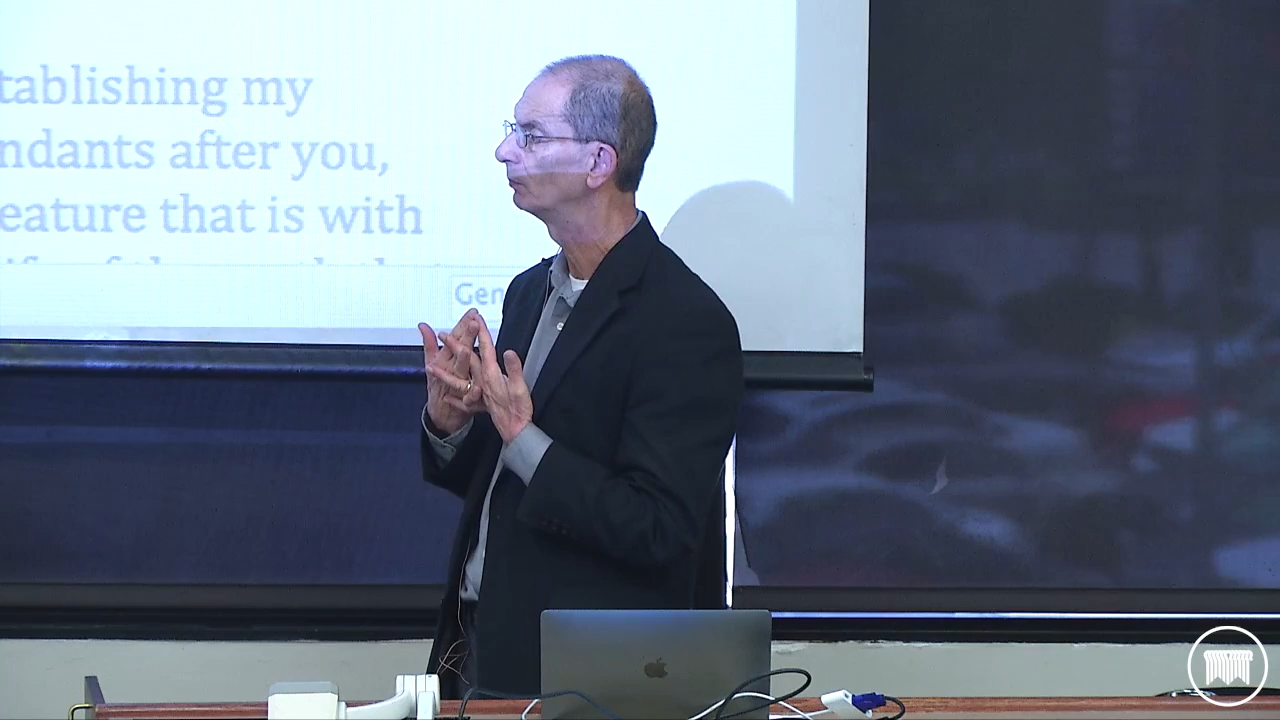 tablishing my
ndants after you,
eature that is with
Gen